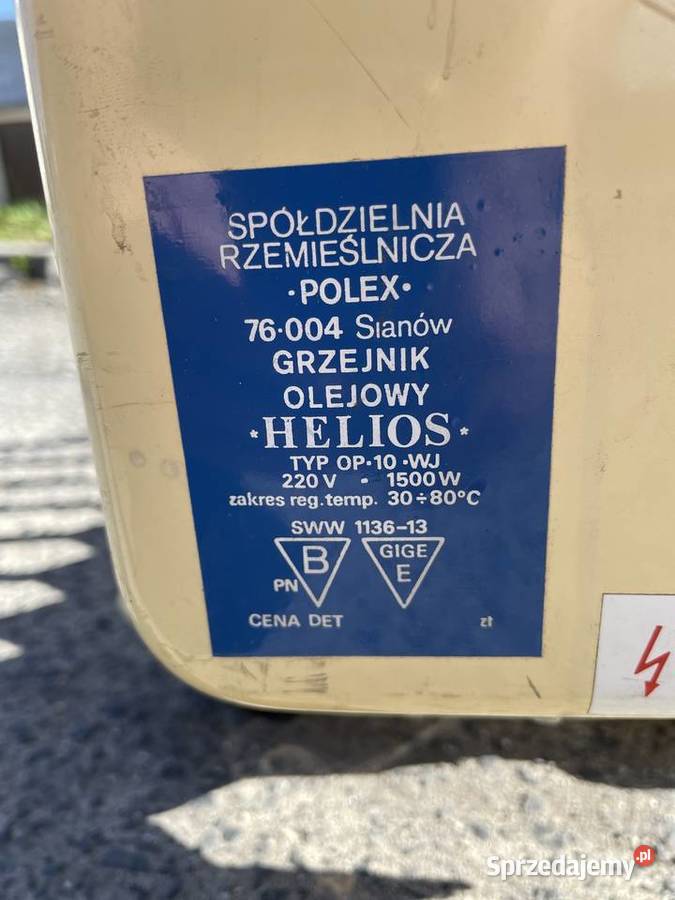 SPÓŁDZIELNIA
RZEMIEŚLNICZA
·POLEX·
76·004 Sianów
GRZEJNIK
OLEJOWY
*HELIOS*
TYP OP·10·WJ
220 V · 1500 W
zakres reg. temp. 30÷80°C
SWW 1136-13
PN B GIGE E
CENA DET zł
Sprzedajemy.pl